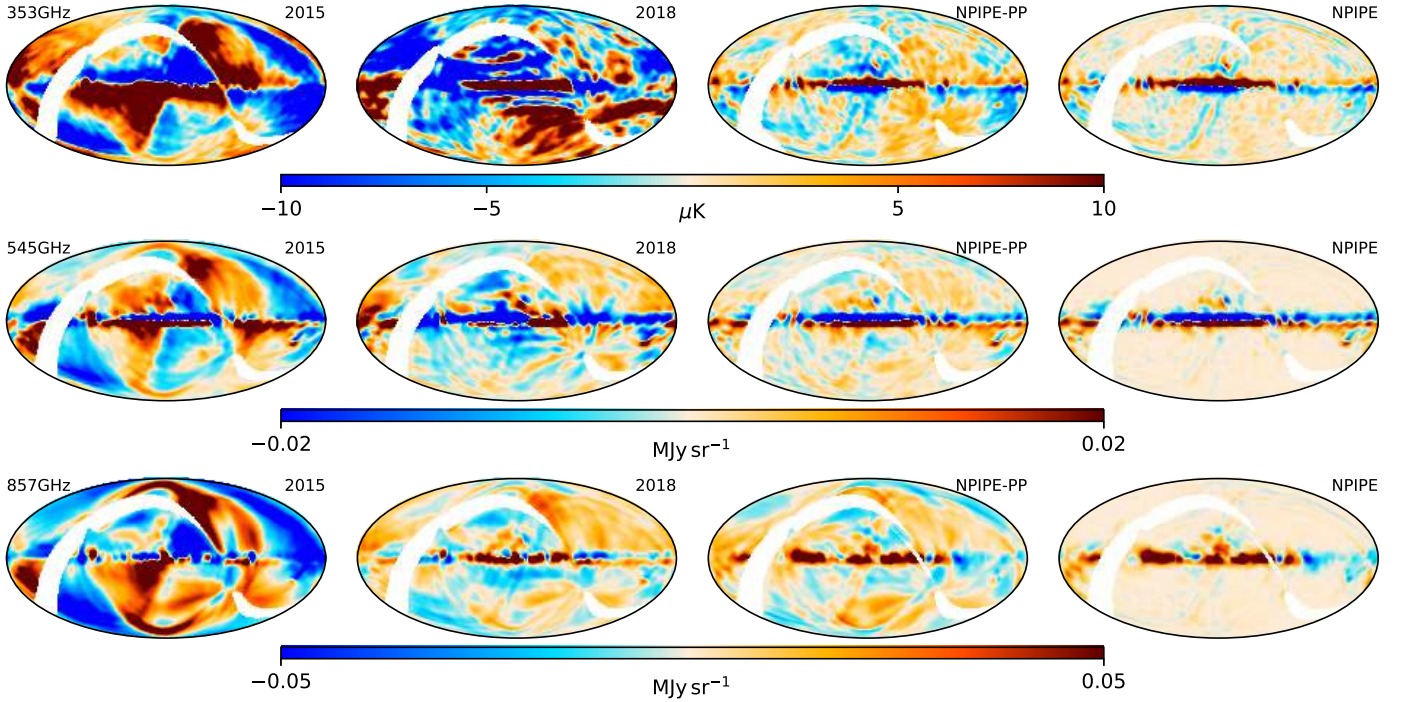 353GHz 2015 2018 NPIPE-PP NPIPE
−10 −5 μK 5 10
545GHz 2015 2018 NPIPE-PP NPIPE
−0.02 MJy sr⁻¹ 0.02
857GHz 2015 2018 NPIPE-PP NPIPE
−0.05 MJy sr⁻¹ 0.05